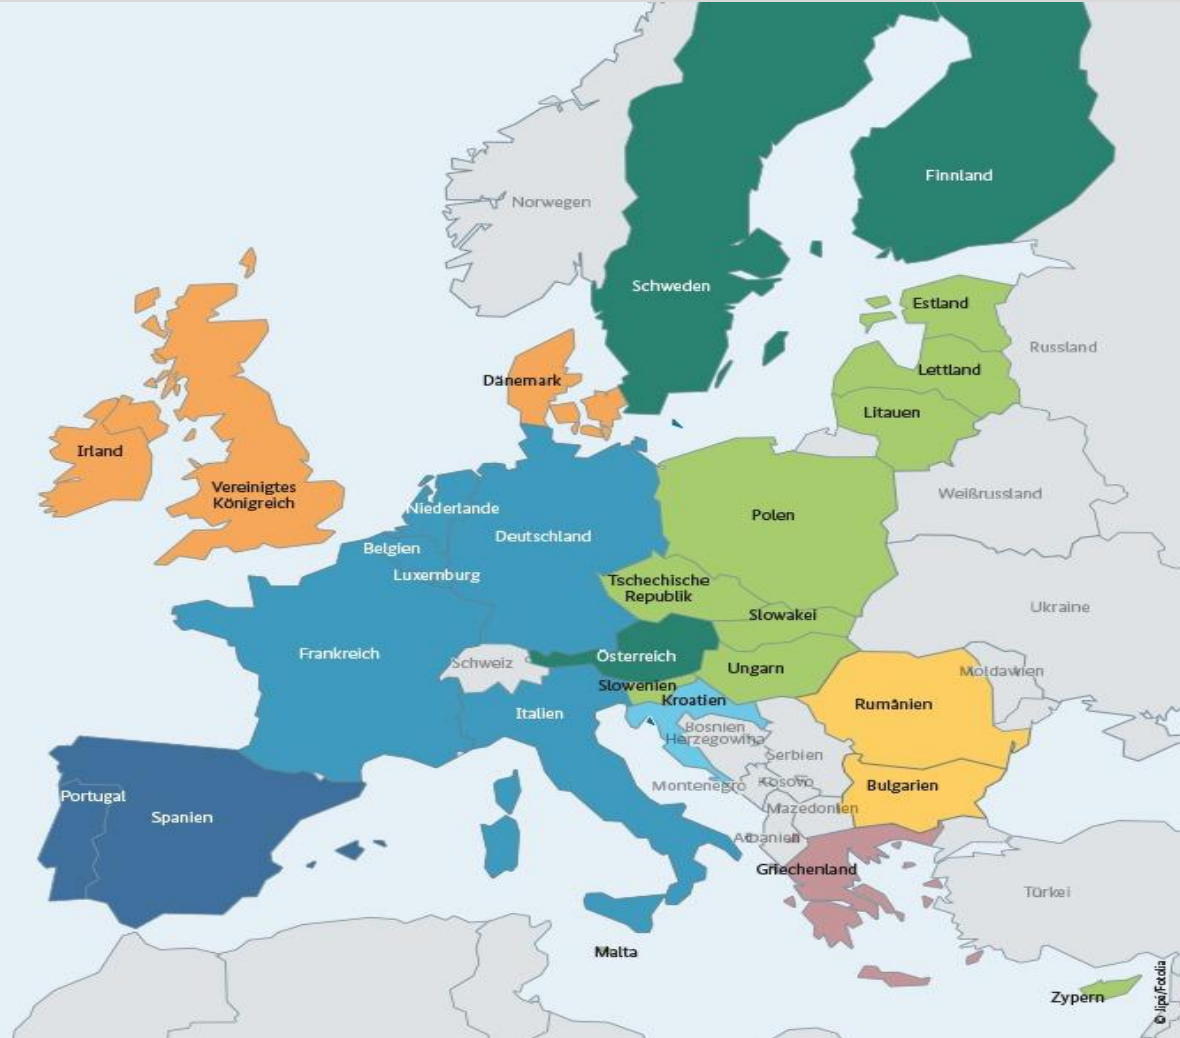 Finnland
Norwegen
Schweden
Estland
Russland
Lettland
Dänemark
Litauen
Irland
Vereinigtes
Königreich
Weißrussland
Niederlande
Polen
Deutschland
Belgien
Luxemburg
Tschechische
Republik
Ukraine
Slowakei
Frankreich
Österreich
Schweiz
Ungarn
Moldawien
Slowenien
Kroatien
Rumänien
Italien
Bosnien
Herzegowina
Serbien
Kosovo
Montenegro
Bulgarien
Portugal
Mazedonien
Spanien
Albanien
Griechenland
Türkei
Malta
Zypern
© Jipé/Fotolia